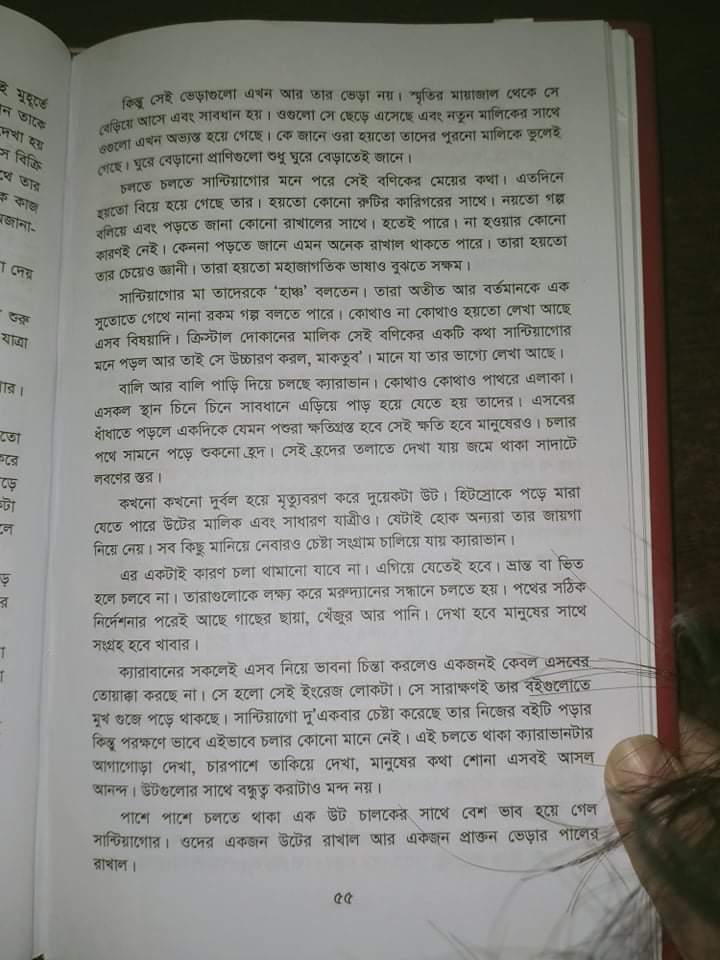 ই মুহূর্তে
ন তাকে
দেখা হয়
স বিক্রি
থে তার
ক কাজ
মজানা-
া দেয়
শুরু
যাত্রা
ার।
তো
করে
ড়ে
টা
লে
ড়
র
কিন্তু সেই ভেড়াগুলো এখন আর তার ভেড়া নয়। স্মৃতির মায়াজাল থেকে সে
বেড়িয়ে আসে এবং সাবধান হয়। ওগুলো সে ছেড়ে এসেছে এবং নতুন মালিকের সাথে
ওগুলো এখন অভ্যস্ত হয়ে গেছে। কে জানে ওরা হয়তো তাদের পুরনো মালিকে ভুলেই
গেছে। ঘুরে বেড়ানো প্রাণিগুলো শুধু ঘুরে বেড়াতেই জানে।
চলতে চলতে সান্টিয়াগোর মনে পরে সেই বণিকের মেয়ের কথা। এতদিনে
হয়তো বিয়ে হয়ে গেছে তার। হয়তো কোনো রুটির কারিগরের সাথে। নয়তো গল্প
বলিয়ে এবং পড়তে জানা কোনো রাখালের সাথে। হতেই পারে। না হওয়ার কোনো
কারণই নেই। কেননা পড়তে জানে এমন অনেক রাখাল থাকতে পারে। তারা হয়তো
তার চেয়েও জ্ঞানী। তারা হয়তো মহাজাগতিক ভাষাও বুঝতে সক্ষম।
সান্টিয়াগোর মা তাদেরকে ‘হাঞ্চ’ বলতেন। তারা অতীত আর বর্তমানকে এক
সুতোতে গেথে নানা রকম গল্প বলতে পারে। কোথাও না কোথাও হয়তো লেখা আছে
এসব বিষয়াদি। ক্রিস্টাল দোকানের মালিক সেই বণিকের একটি কথা সান্টিয়াগোর
মনে পড়ল আর তাই সে উচ্চারণ করল, মাকতুব’। মানে যা তার ভাগ্যে লেখা আছে।
বালি আর বালি পাড়ি দিয়ে চলছে ক্যারাভান। কোথাও কোথাও পাথরে এলাকা।
এসকল স্থান চিনে চিনে সাবধানে এড়িয়ে পাড় হয়ে যেতে হয় তাদের। এসবের
ধাঁধাতে পড়লে একদিকে যেমন পশুরা ক্ষতিগ্রস্ত হবে সেই ক্ষতি হবে মানুষেরও। চলার
পথে সামনে পড়ে শুকনো হ্রদ। সেই হ্রদের তলাতে দেখা যায় জমে থাকা সাদাটে
লবণের স্তর।
কখনো কখনো দুর্বল হয়ে মৃত্যুবরণ করে দুয়েকটা উট। হিটস্রোকে পড়ে মারা
যেতে পারে উটের মালিক এবং সাধারণ যাত্রীও। যেটাই হোক অন্যরা তার জায়গা
নিয়ে নেয়। সব কিছু মানিয়ে নেবারও চেষ্টা সংগ্রাম চালিয়ে যায় ক্যারাভান।
এর একটাই কারণ চলা থামানো যাবে না। এগিয়ে যেতেই হবে। ভ্রান্ত বা ভিত
হলে চলবে না। তারাগুলোকে লক্ষ্য করে মরুদ্যানের সন্ধানে চলতে হয়। পথের সঠিক
নির্দেশনার পরেই আছে গাছের ছায়া, খেঁজুর আর পানি। দেখা হবে মানুষের সাথে
সংগ্রহ হবে খাবার।
ক্যারাবানের সকলেই এসব নিয়ে ভাবনা চিন্তা করলেও একজনই কেবল এসবের
তোয়াক্কা করছে না। সে হলো সেই ইংরেজ লোকটা। সে সারাক্ষণই তার বইগুলোতে
মুখ গুজে পড়ে থাকছে। সান্টিয়াগো দু’একবার চেষ্টা করেছে তার নিজের বইটি পড়ার
কিন্তু পরক্ষণে ভাবে এইভাবে চলার কোনো মানে নেই। এই চলতে থাকা ক্যারাভানটার
আগাগোড়া দেখা, চারপাশে তাকিয়ে দেখা, মানুষের কথা শোনা এসবই আসল
আনন্দ। উটগুলোর সাথে বন্ধুত্ব করাটাও মন্দ নয়।
পাশে পাশে চলতে থাকা এক উট চালকের সাথে বেশ ভাব হয়ে গেল
সান্টিয়াগোর। ওদের একজন উটের রাখাল আর একজন প্রাক্তন ভেড়ার পালের
রাখাল।
৫৫